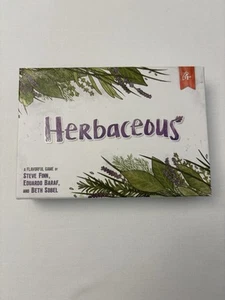 Herbaceous
A FLAVORFUL GAME BY
STEVE FINN,
EDUARDO BARAF,
AND BETH SOBEL